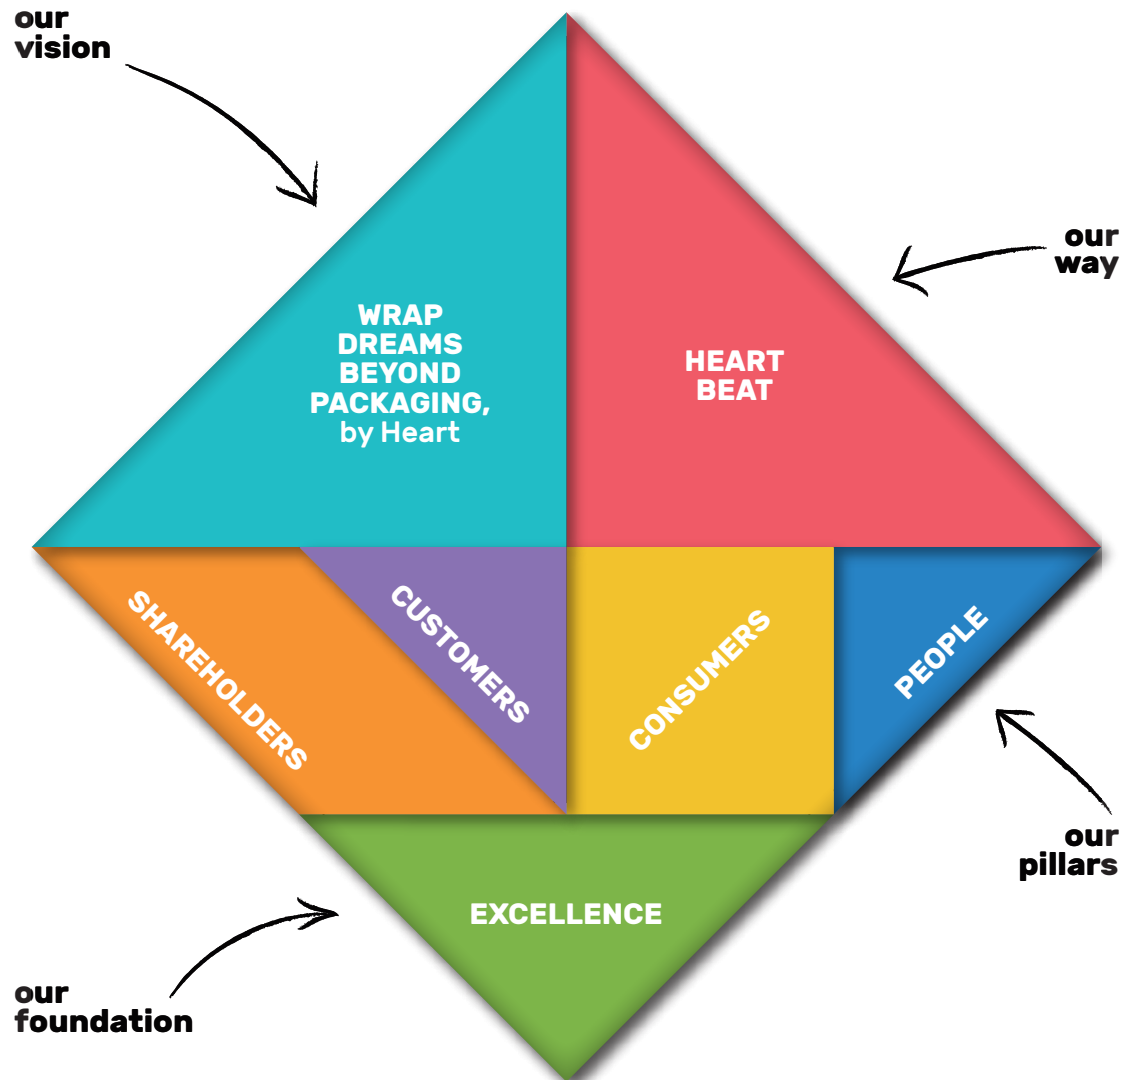 our
vision
our
way
WRAP
DREAMS
BEYOND
PACKAGING,
by Heart
HEART
BEAT
SHAREHOLDERS
CUSTOMERS
CONSUMERS
PEOPLE
our
pillars
EXCELLENCE
our
foundation